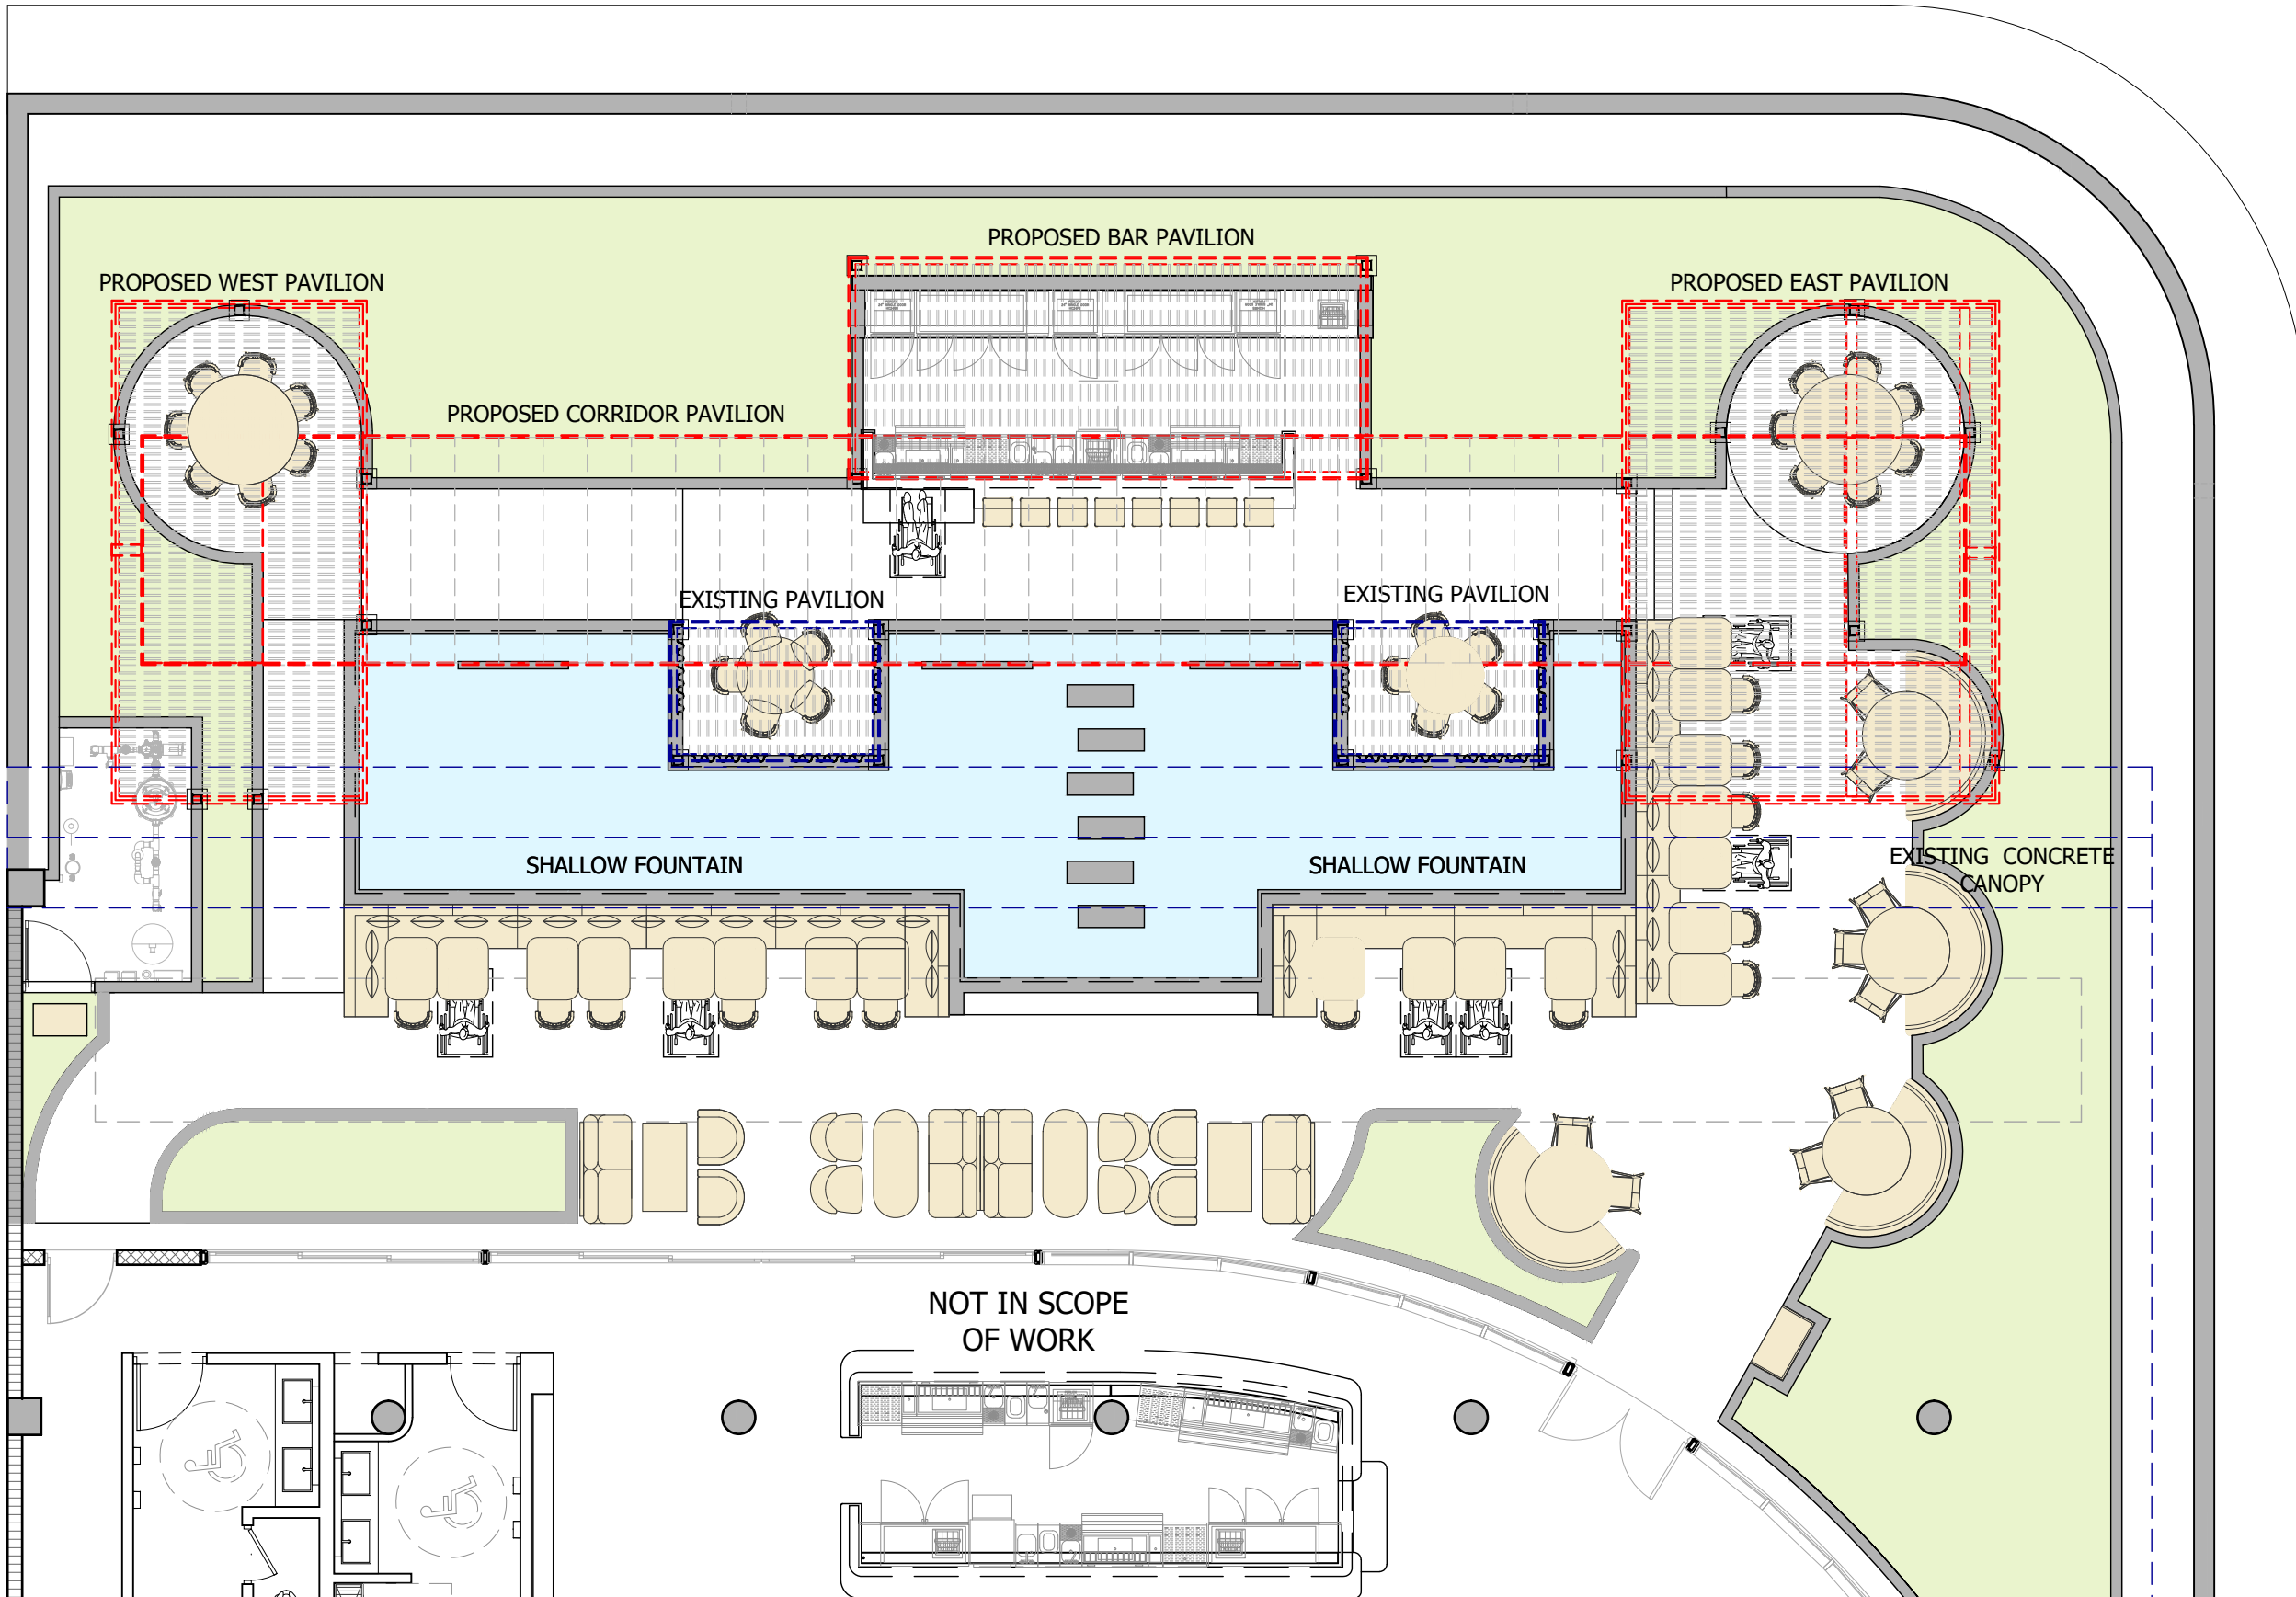 PROPOSED BAR PAVILION
PROPOSED WEST PAVILION
PROPOSED EAST PAVILION
PROPOSED CORRIDOR PAVILION
EXISTING PAVILION
EXISTING PAVILION
SHALLOW FOUNTAIN
SHALLOW FOUNTAIN
EXISTING CONCRETE
CANOPY
NOT IN SCOPE
OF WORK